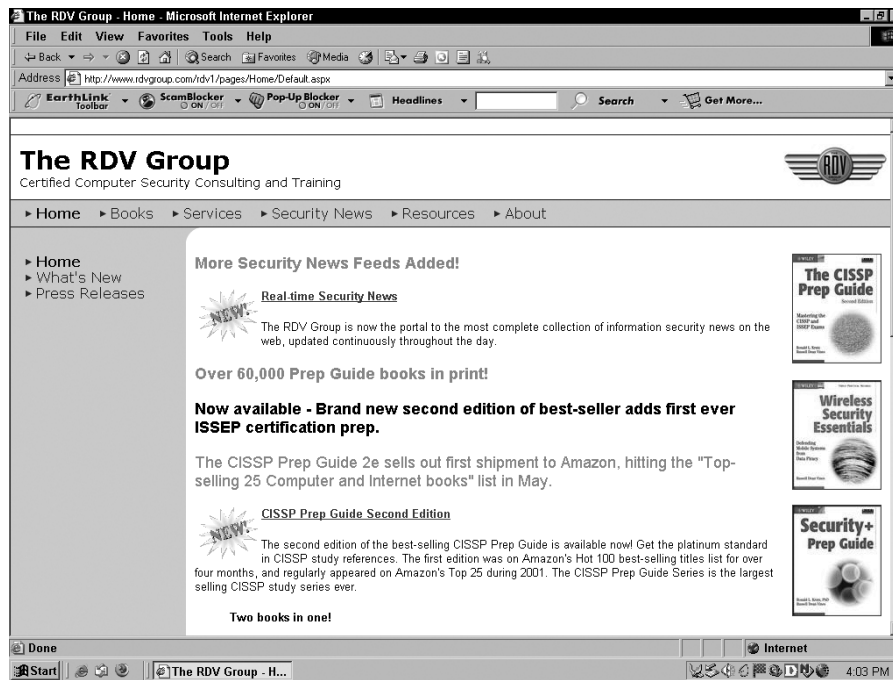 The RDV Group - Home - Microsoft Internet Explorer
File Edit View Favorites Tools Help
Back Search Favorites Media
Address http://www.rdvgroup.com/rdv1/pages/Home/Default.aspx
EarthLink Toolbar ScamBlocker ON / OFF Pop-Up Blocker ON / OFF Headlines Search Get More...
The RDV Group
Certified Computer Security Consulting and Training
RDV
Home Books Services Security News Resources About
Home
What's New
Press Releases
More Security News Feeds Added!
NEW!
Real-time Security News
The RDV Group is now the portal to the most complete collection of information security news on the
web, updated continuously throughout the day.
Over 60,000 Prep Guide books in print!
Now available - Brand new second edition of best-seller adds first ever
ISSEP certification prep.
The CISSP Prep Guide 2e sells out first shipment to Amazon, hitting the "Top-
selling 25 Computer and Internet books" list in May.
NEW!
CISSP Prep Guide Second Edition
The second edition of the best-selling CISSP Prep Guide is available now! Get the platinum standard
in CISSP study references. The first edition was on Amazon's Hot 100 best-selling titles list for over
four months, and regularly appeared on Amazon's Top 25 during 2001. The CISSP Prep Guide Series is the largest
selling CISSP study series ever.
Two books in one!
The CISSP
Prep Guide
Second Edition
Mastering the
CISSP and
ISSEP Exams
Wireless
Security
Essentials
Defending
Mobile Systems
from
Data Piracy
Security+
Prep Guide
Done Internet
Start The RDV Group - H... 4:03 PM